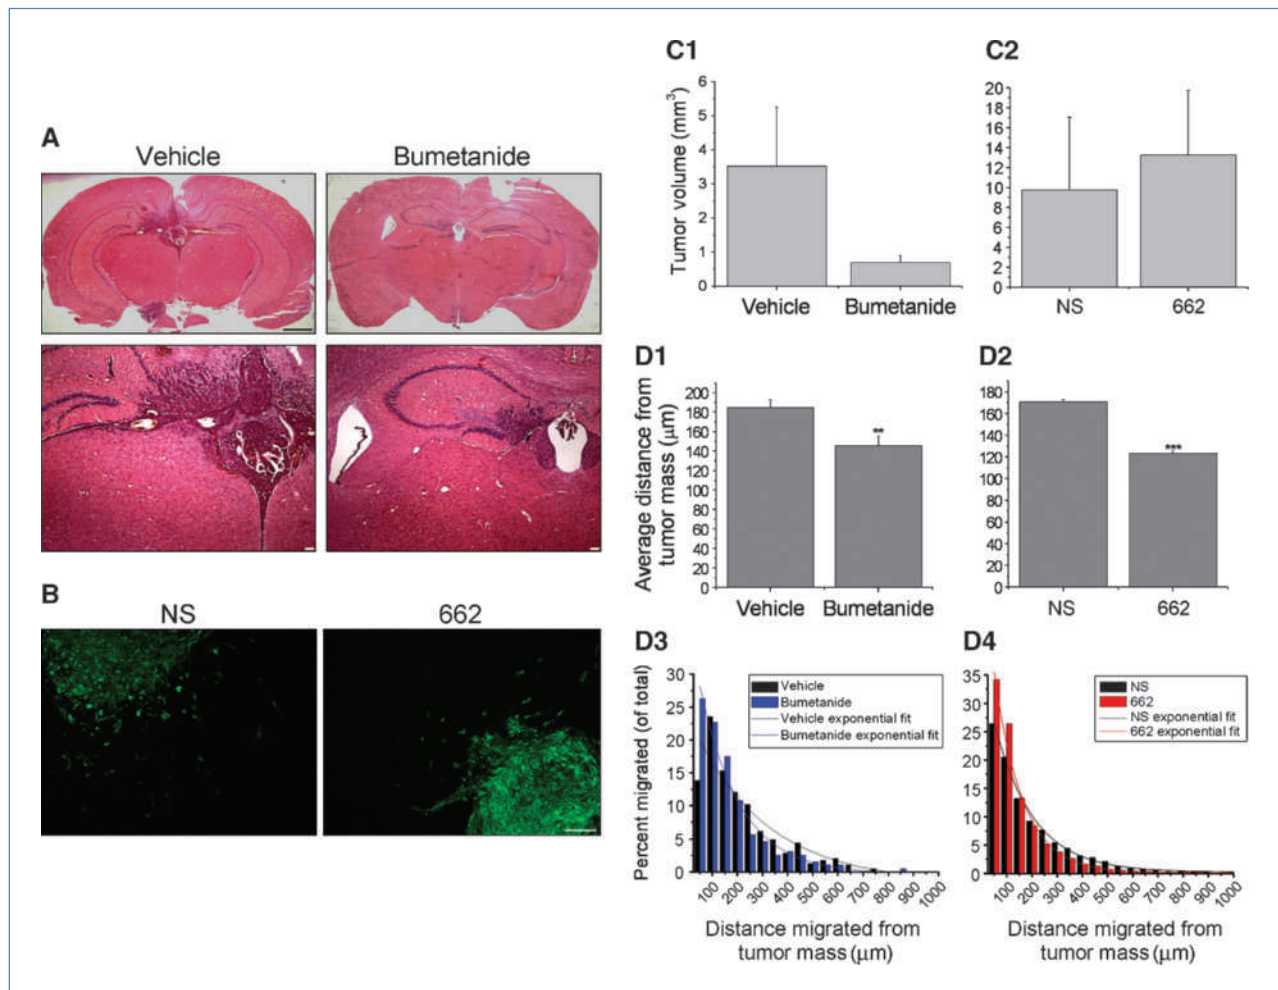 A
Vehicle
Bumetanide
B
NS
662
C1
Tumor volume (mm³)
6
5
4
3
2
1
0
Vehicle
Bumetanide
C2
20
18
16
14
12
10
8
6
4
2
0
NS
662
D1
Average distance from
tumor mass (μm)
200
180
160
140
120
100
80
60
40
20
0
**
Vehicle
Bumetanide
D2
180
160
140
120
100
80
60
40
20
0
***
NS
662
D3
Percent migrated (of total)
30
25
20
15
10
5
0
Vehicle
Bumetanide
Vehicle exponential fit
Bumetanide exponential fit
100
200
300
400
500
600
700
800
900
1000
Distance migrated from
tumor mass (μm)
D4
35
30
25
20
15
10
5
0
NS
662
NS exponential fit
662 exponential fit
100
200
300
400
500
600
700
800
900
1000
Distance migrated from
tumor mass (μm)